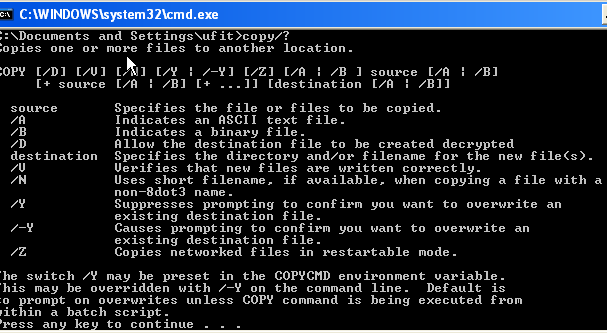 C:\WINDOWS\system32\cmd.exe
C:\Documents and Settings\ufit>copy/?
Copies one or more files to another location.
COPY [/D] [/V] [/N] [/Y | /-Y] [/Z] [/A | /B ] source [/A | /B]
[+ source [/A | /B] [+ ...]] [destination [/A | /B]]
source Specifies the file or files to be copied.
/A Indicates an ASCII text file.
/B Indicates a binary file.
/D Allow the destination file to be created decrypted
destination Specifies the directory and/or filename for the new file(s).
/V Verifies that new files are written correctly.
/N Uses short filename, if available, when copying a file with a
non-8dot3 name.
/Y Suppresses prompting to confirm you want to overwrite an
existing destination file.
/-Y Causes prompting to confirm you want to overwrite an
existing destination file.
/Z Copies networked files in restartable mode.
The switch /Y may be preset in the COPYCMD environment variable.
This may be overridden with /-Y on the command line.  Default is
to prompt on overwrites unless COPY command is being executed from
within a batch script.
Press any key to continue . . .